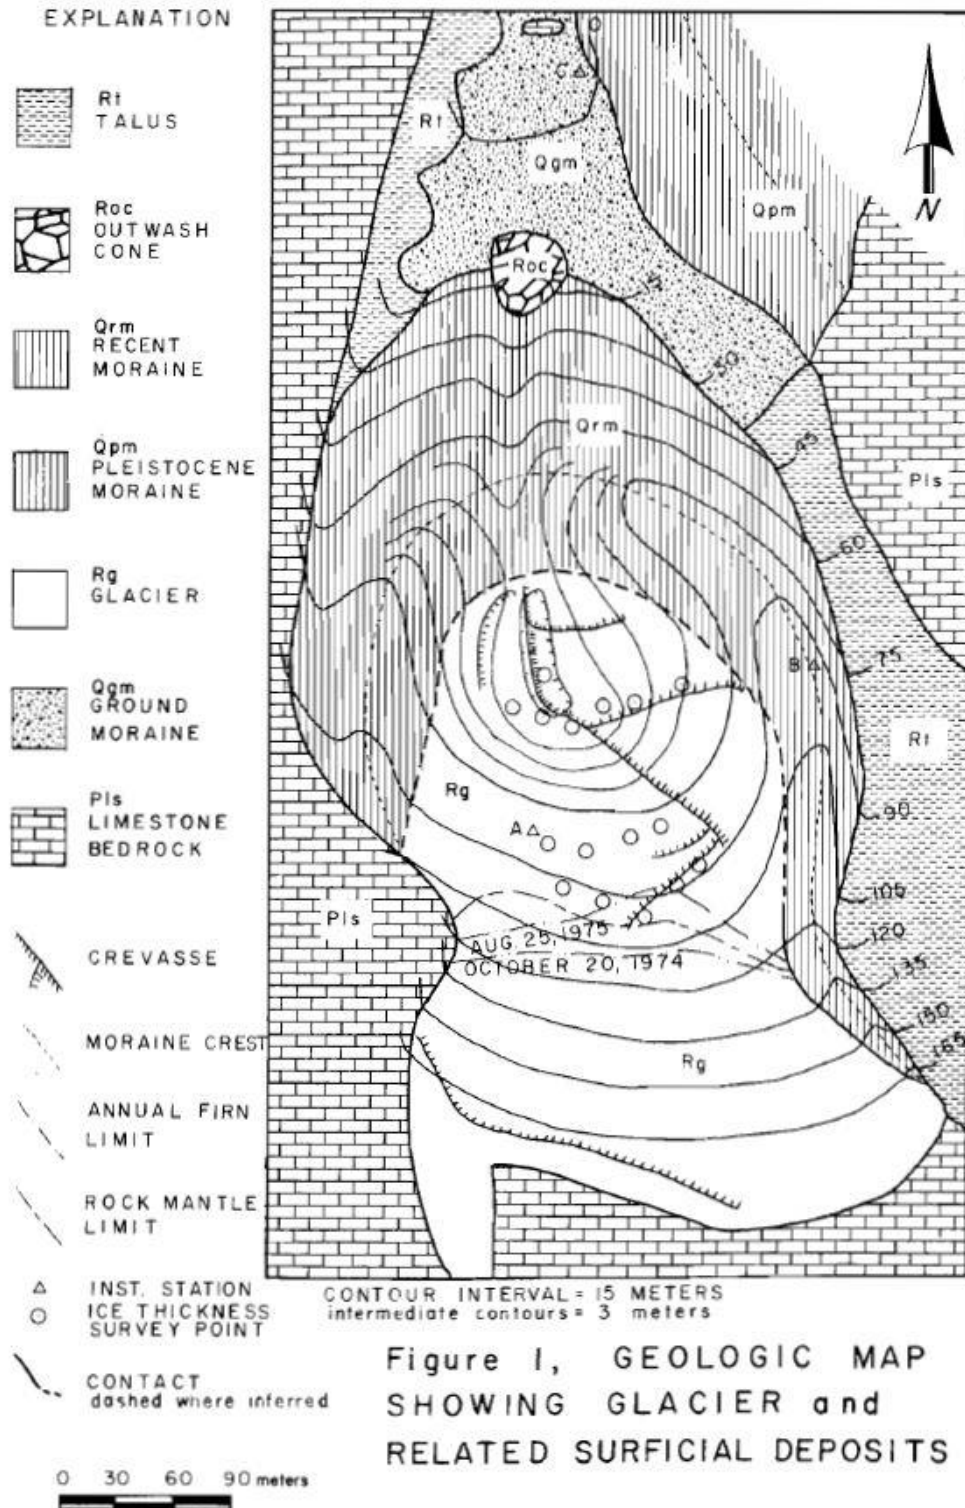 EXPLANATION
Rt
TALUS
Roc
OUTWASH
CONE
Qrm
RECENT
MORAINE
Qpm
PLEISTOCENE
MORAINE
Rg
GLACIER
Qgm
GROUND
MORAINE
Pls
LIMESTONE
BEDROCK
CREVASSE
MORAINE CREST
ANNUAL FIRN
LIMIT
ROCK MANTLE
LIMIT
INST. STATION
ICE THICKNESS
SURVEY POINT
CONTACT
dashed where inferred
0 30 60 90 meters
C
Rt
Qgm
Qpm
N
Roc
15
30
Qrm
45
Pls
60
B
75
Rt
Rg
90
A
105
Pls
120
AUG. 25, 1975
OCTOBER 20, 1974
135
150
Rg
165
CONTOUR INTERVAL = 15 METERS
intermediate contours = 3 meters
Figure 1, GEOLOGIC MAP
SHOWING GLACIER and
RELATED SURFICIAL DEPOSITS